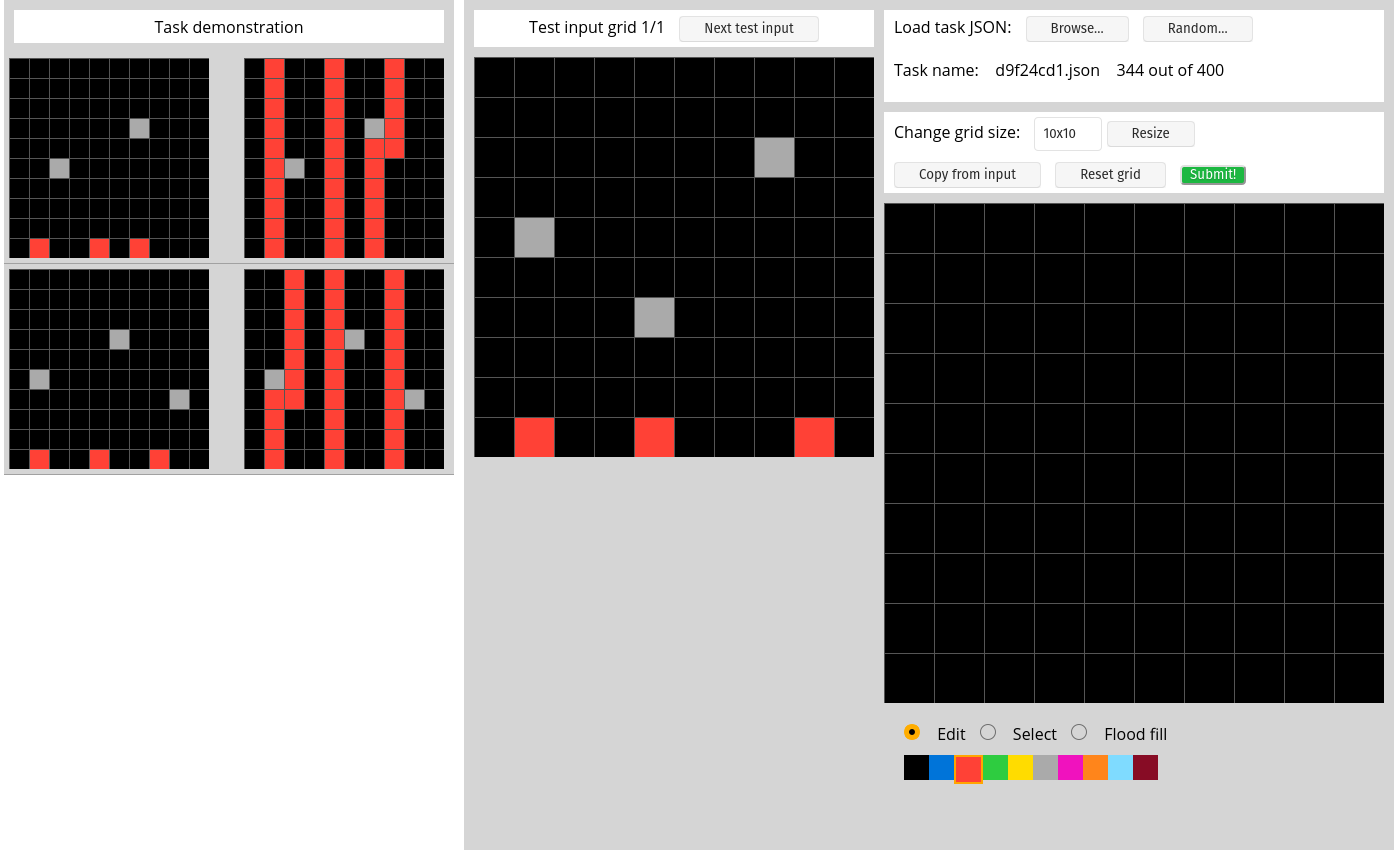 Task demonstration
Test input grid 1/1 Next test input
Load task JSON: Browse... Random...
Task name: d9f24cd1.json 344 out of 400
Change grid size: 10x10 Resize
Copy from input Reset grid Submit!
Edit Select Flood fill